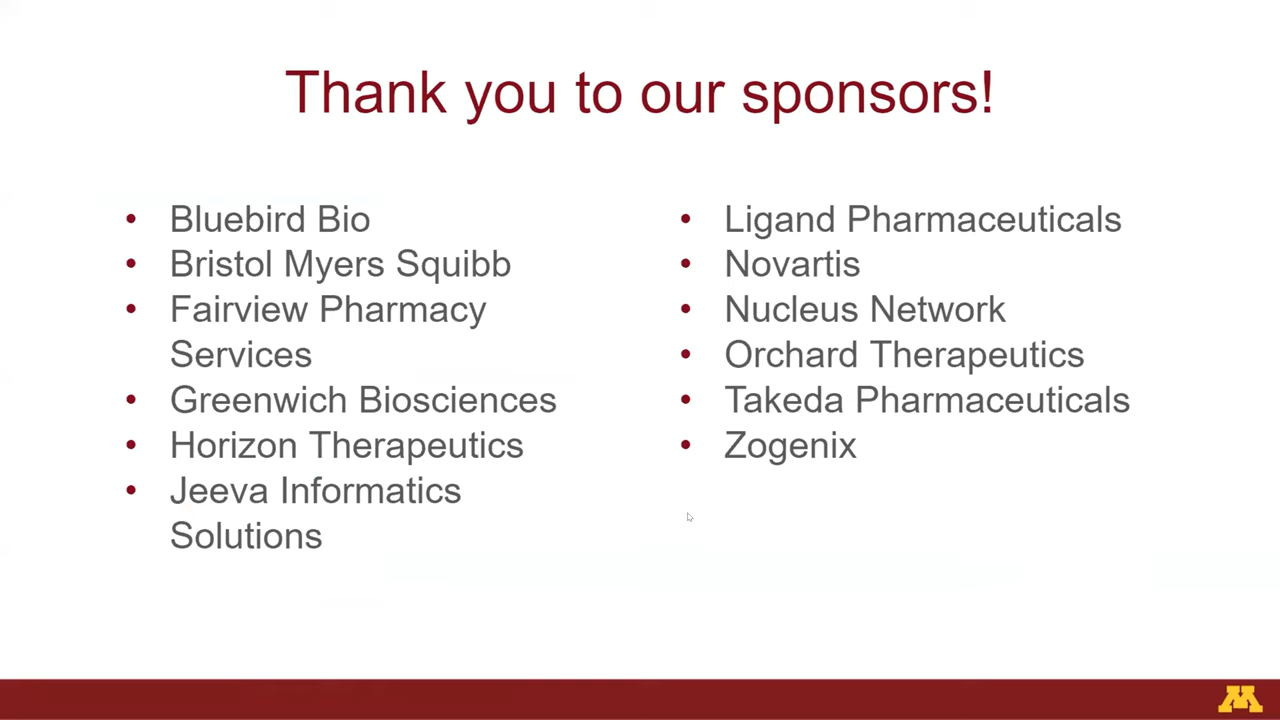 Thank you to our sponsors!
• Bluebird Bio
• Bristol Myers Squibb
• Fairview Pharmacy
Services
• Greenwich Biosciences
• Horizon Therapeutics
• Jeeva Informatics
Solutions
• Ligand Pharmaceuticals
• Novartis
• Nucleus Network
• Orchard Therapeutics
• Takeda Pharmaceuticals
• Zogenix
M